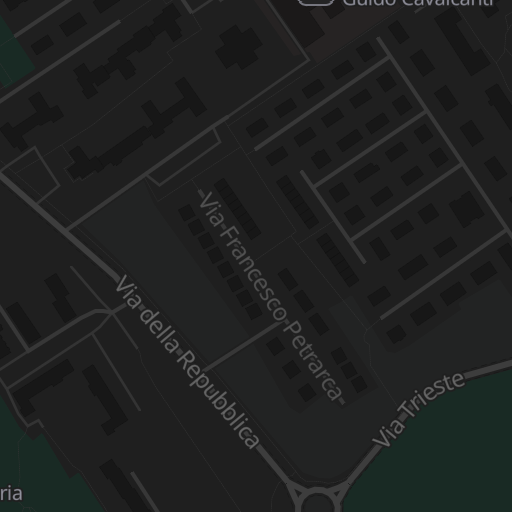 Guido Cavalcanti
Via Francesco Petrarca
Via della Repubblica
Via Trieste
ria